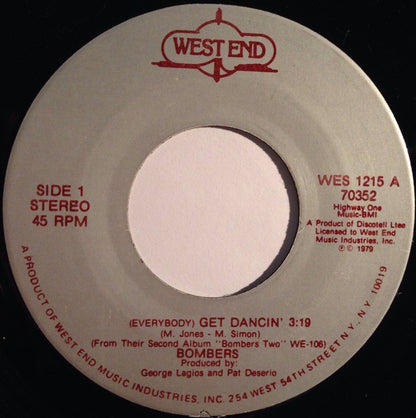 WEST END
SIDE 1
STEREO
45 RPM
WES 1215 A
70352
Highway One
Music-BMI
A Product of Discotell Ltee
Licensed to West End
Music Industries, Inc.
Ⓟ © 1979
(EVERYBODY) GET DANCIN' 3:19
(M. Jones - M. Simon)
(From Their Second Album "Bombers Two" WE-106)
BOMBERS
Produced by:
George Lagios and Pat Deserio
A PRODUCT OF WEST END MUSIC INDUSTRIES, INC. 254 WEST 54TH STREET N.Y., N.Y. 10019